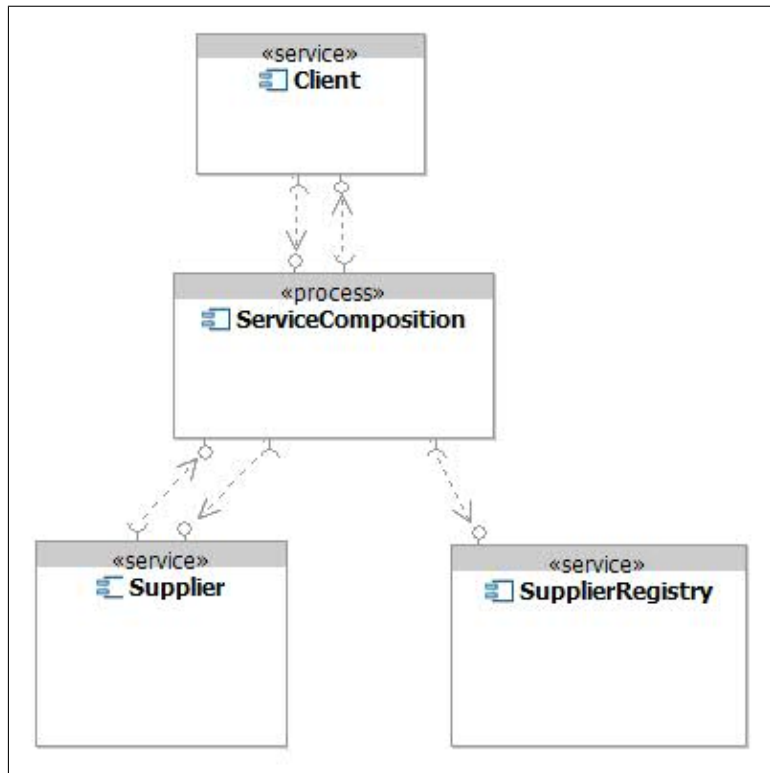 «service»
Client
«process»
ServiceComposition
«service»
Supplier
«service»
SupplierRegistry